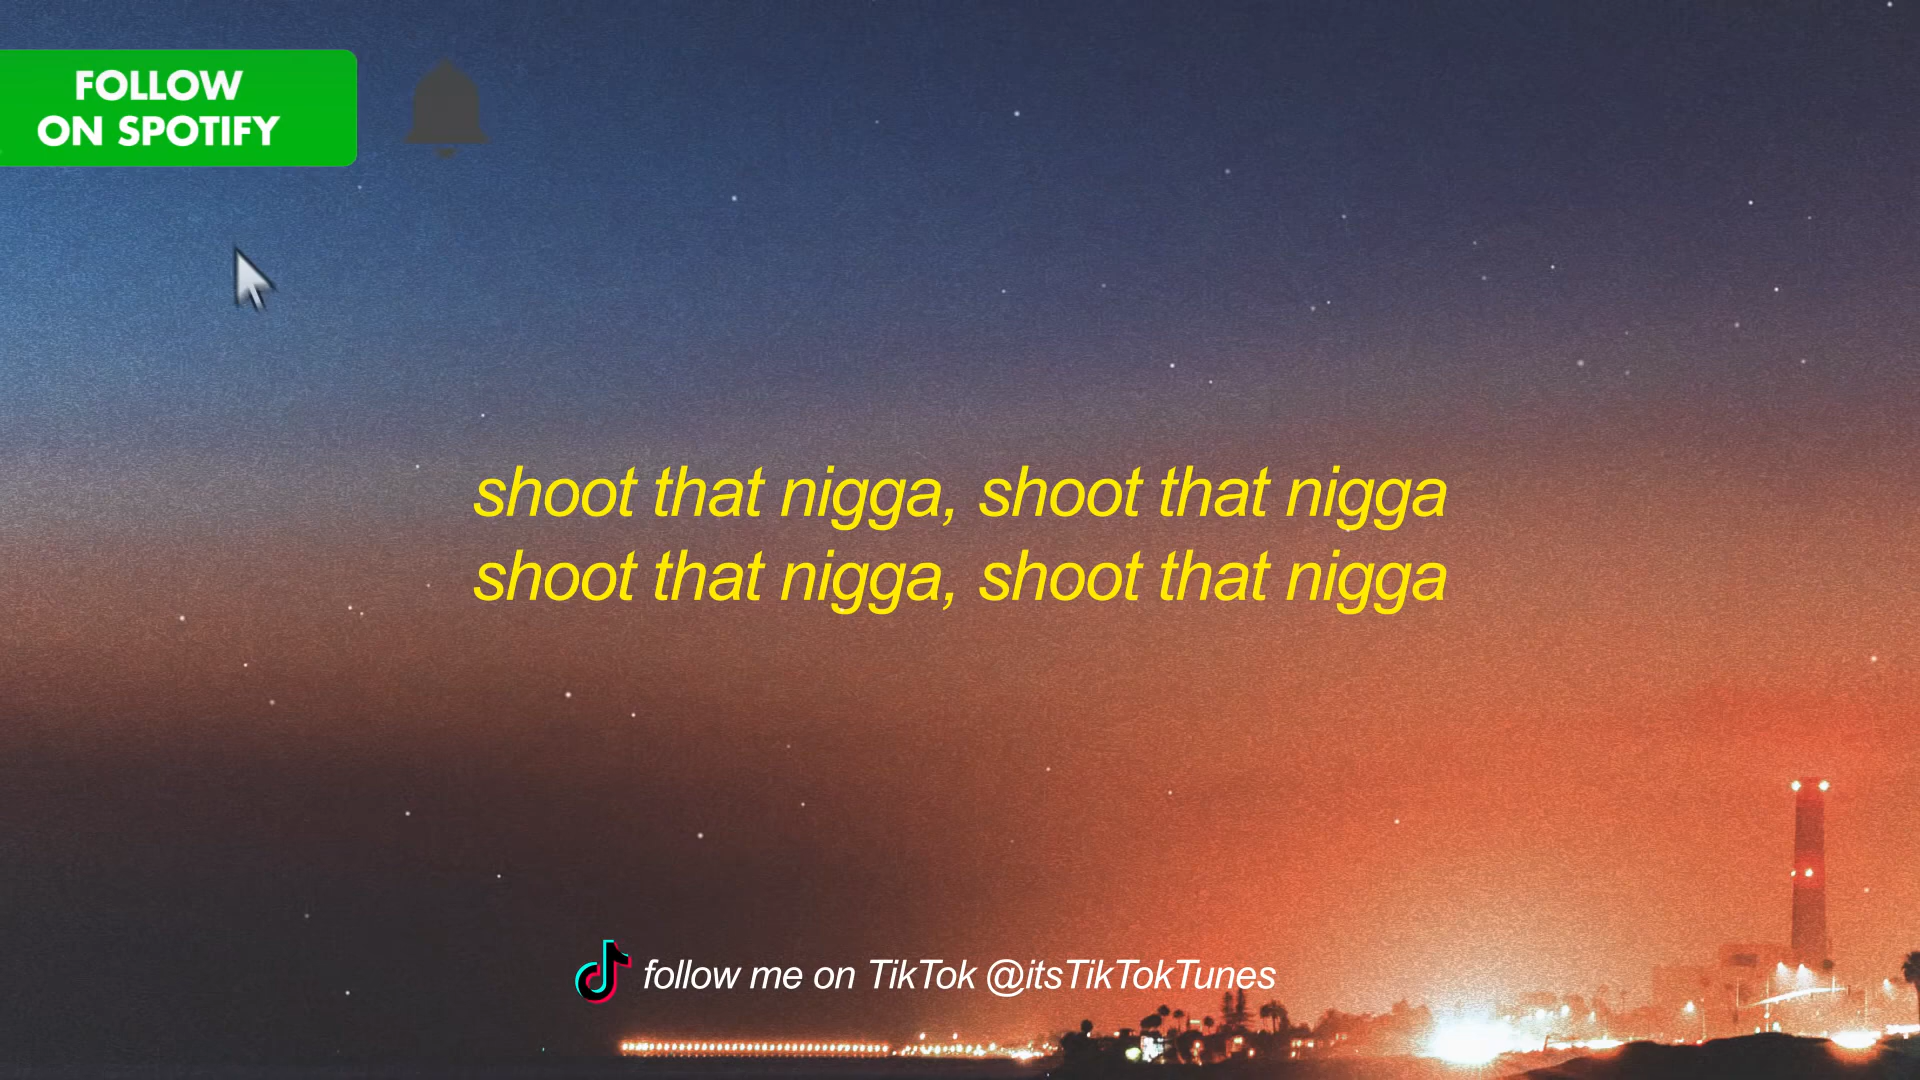 FOLLOW
ON SPOTIFY
shoot that nigga, shoot that nigga
shoot that nigga, shoot that nigga
follow me on TikTok @itsTikTokTunes